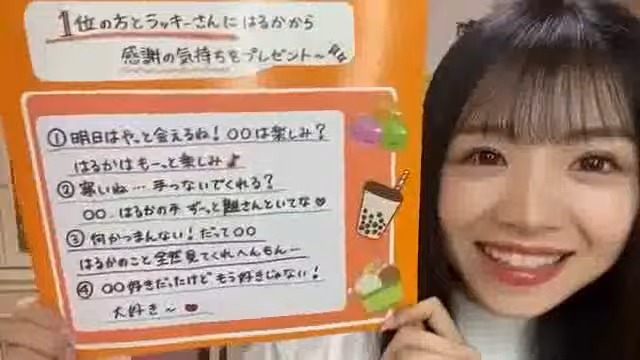 1位の方とラッキーさんにはるかから
感謝の気持ちをプレゼント〜
①明日はやっと会えるね！〇〇は楽しみ？
はるかはもーっと楽しみ♪
②寒いね…手つないでくれる？
〇〇、はるかの手ずーっと離さんといてな♡
③何かつまんない！だって〇〇
はるかのこと全然見てくれへんもん…
④〇〇好きだったけどもう好きじゃない！
大好き〜♥